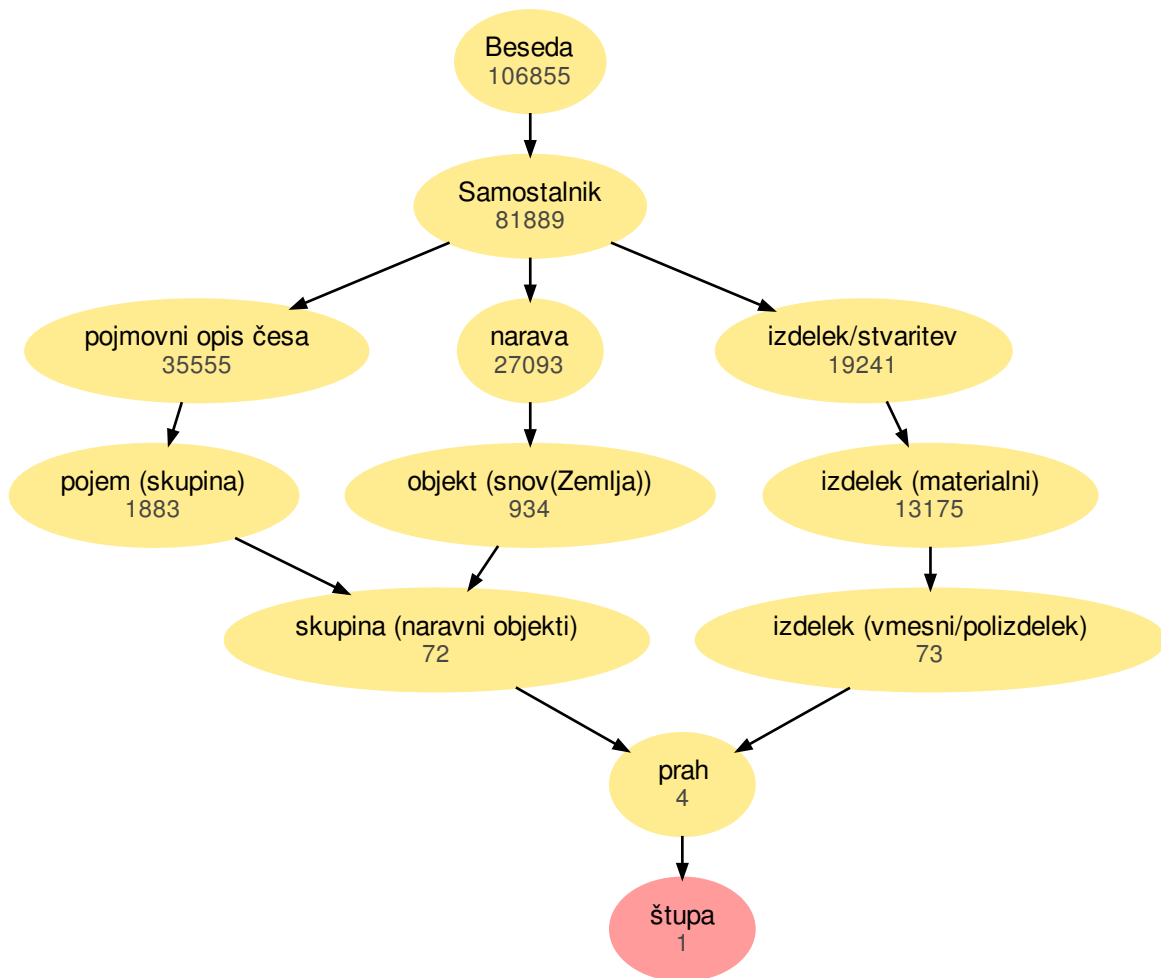 Beseda
106855
Samostalnik
81889
pojmovni opis česa
35555
narava
27093
izdelek/stvaritev
19241
pojem (skupina)
1883
objekt (snov(Zemlja))
934
izdelek (materialni)
13175
skupina (naravni objekti)
72
izdelek (vmesni/polizdelek)
73
prah
4
štupa
1